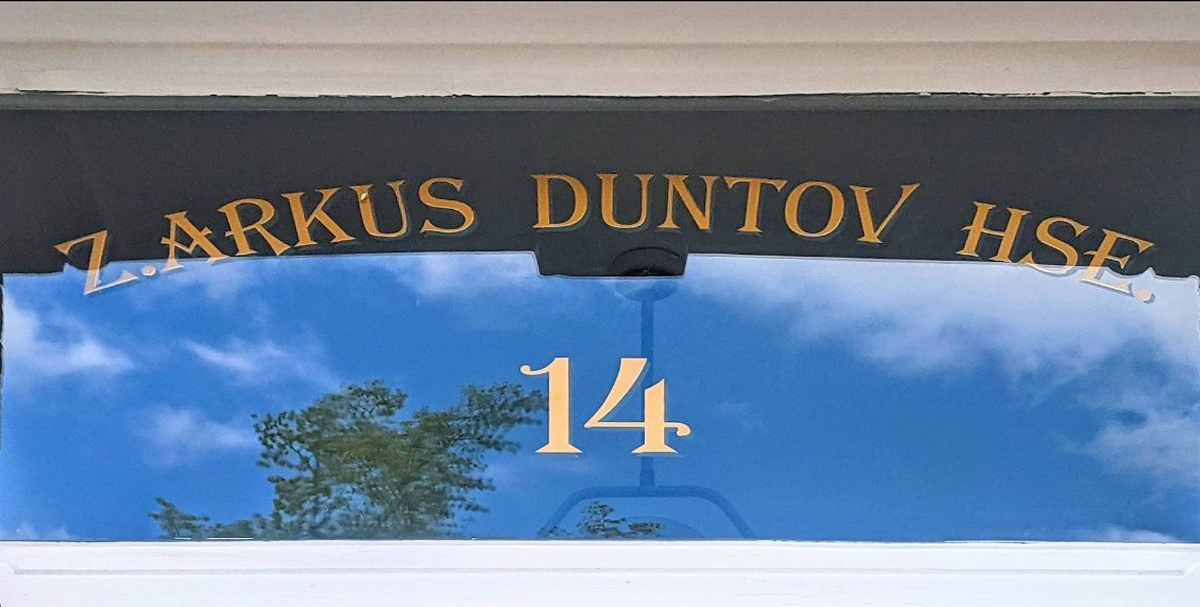 Z.ARKUS DUNTOV HSE.
14